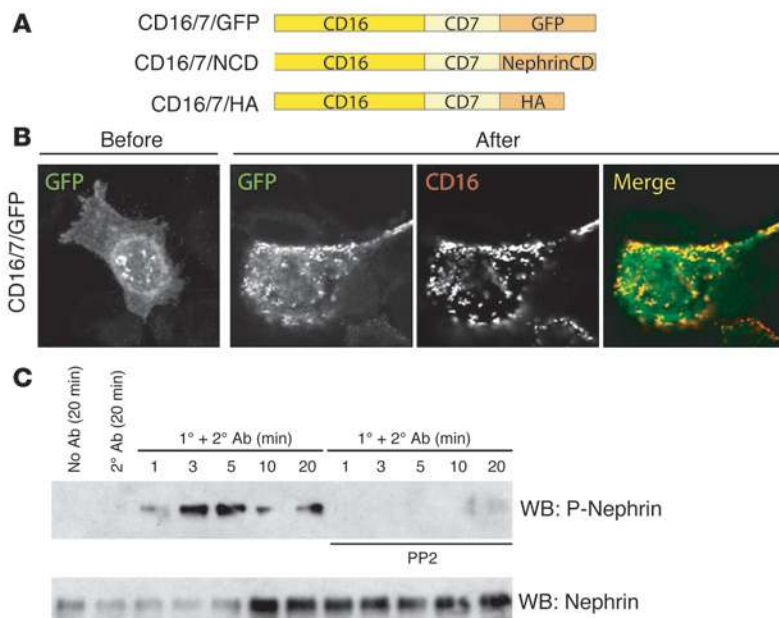 A
CD16/7/GFP CD16 CD7 GFP
CD16/7/NCD CD16 CD7 NephrinCD
CD16/7/HA CD16 CD7 HA
B Before After
CD16/7/GFP GFP GFP CD16 Merge
C
No Ab (20 min) 2° Ab (20 min) 1° + 2° Ab (min) 1° + 2° Ab (min)
1 3 5 10 20 1 3 5 10 20
WB: P-Nephrin
PP2
WB: Nephrin